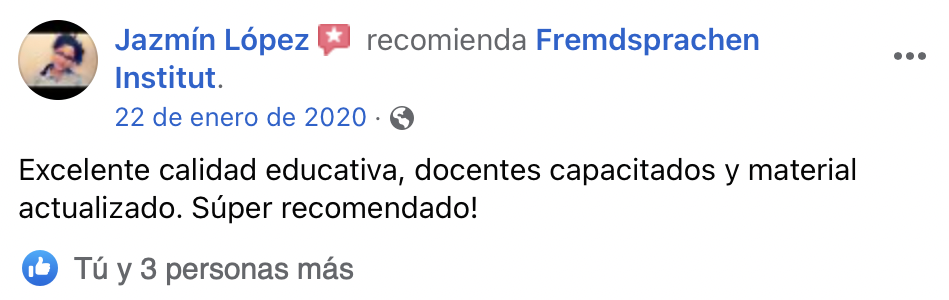 Jazmín López recomienda Fremdsprachen
Institut.
22 de enero de 2020 ·
Excelente calidad educativa, docentes capacitados y material
actualizado. Súper recomendado!
Tú y 3 personas más